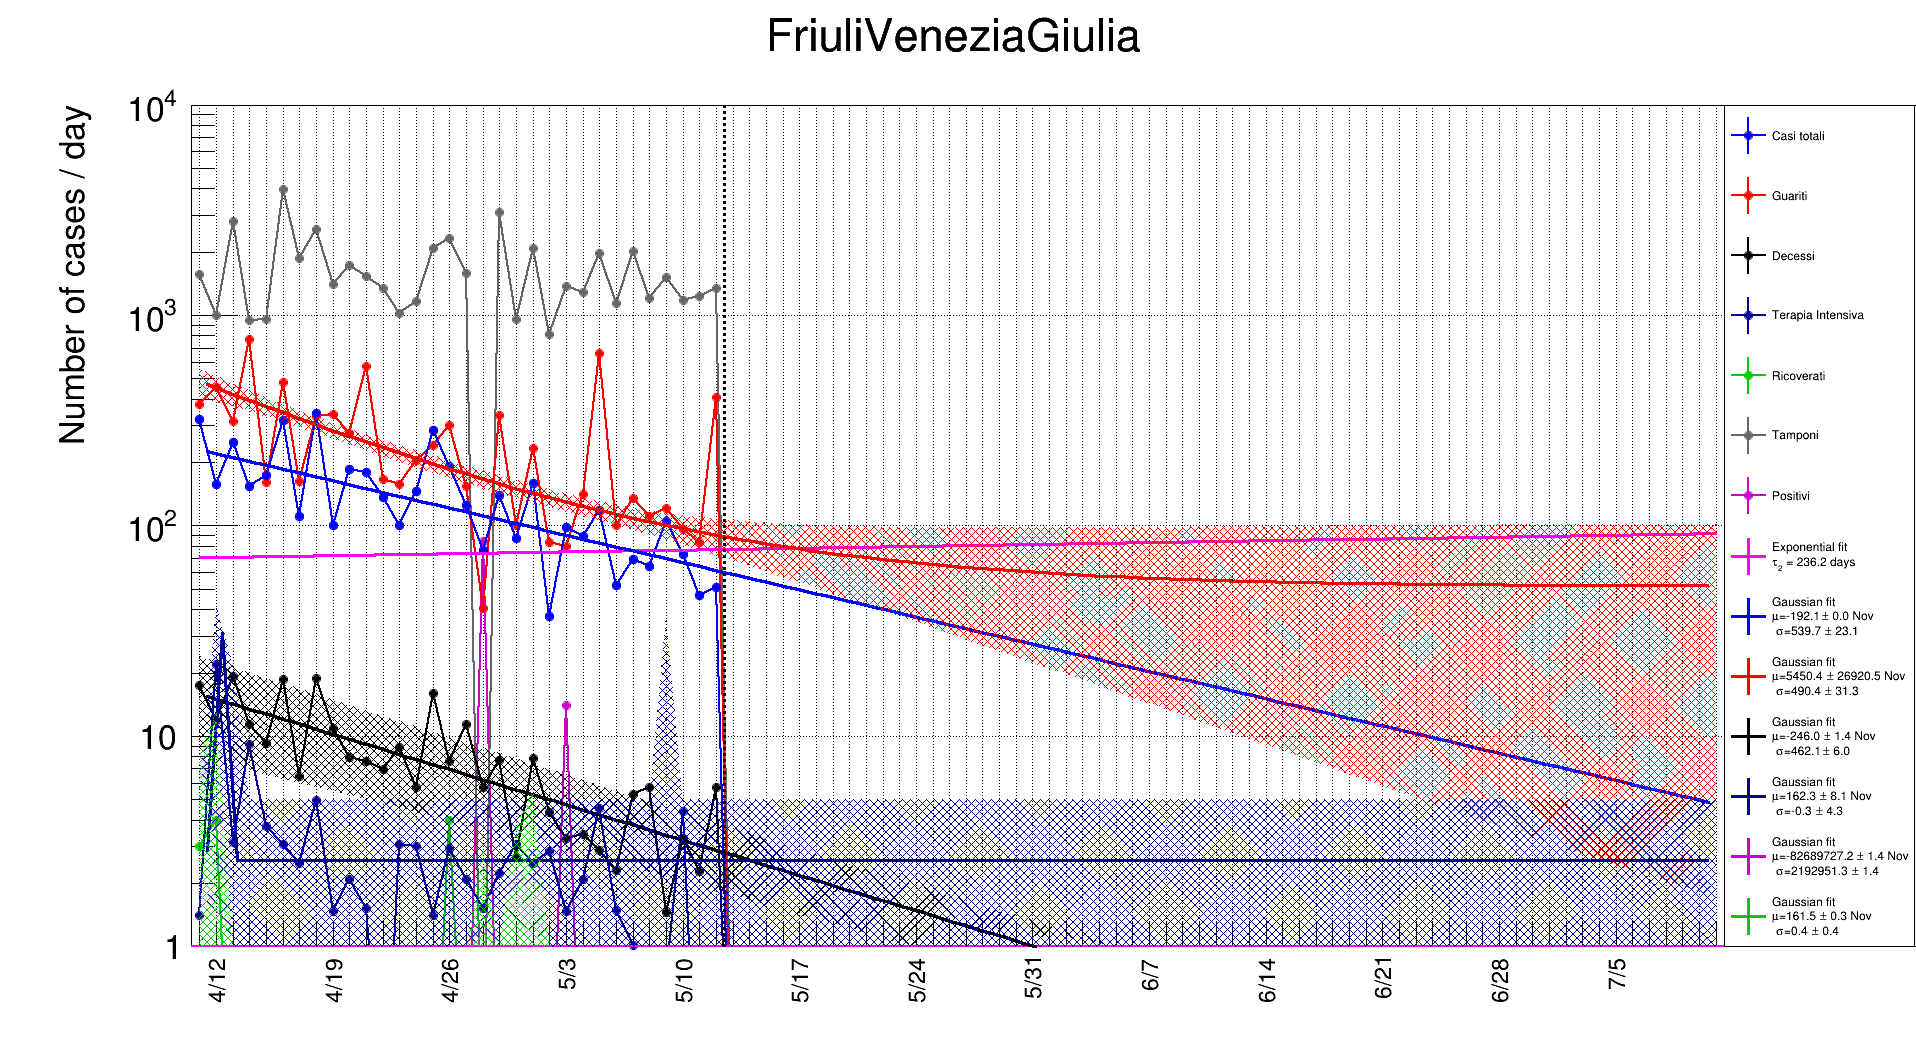 FriuliVeneziaGiulia
Number of cases / day
10^4
10^3
10^2
10
1
4/12
4/19
4/26
5/3
5/10
5/17
5/24
5/31
6/7
6/14
6/21
6/28
7/5
Casi totali
Guariti
Decessi
Terapia Intensiva
Ricoverati
Tamponi
Positivi
Exponential fit
τ_2 = 236.2 days
Gaussian fit
μ=-192.1 ± 0.0 Nov
σ=539.7 ± 23.1
Gaussian fit
μ=5450.4 ± 26920.5 Nov
σ=490.4 ± 31.3
Gaussian fit
μ=-246.0 ± 1.4 Nov
σ=462.1 ± 6.0
Gaussian fit
μ=162.3 ± 8.1 Nov
σ=-0.3 ± 4.3
Gaussian fit
μ=-82689727.2 ± 1.4 Nov
σ=2192951.3 ± 1.4
Gaussian fit
μ=161.5 ± 0.3 Nov
σ=0.4 ± 0.4